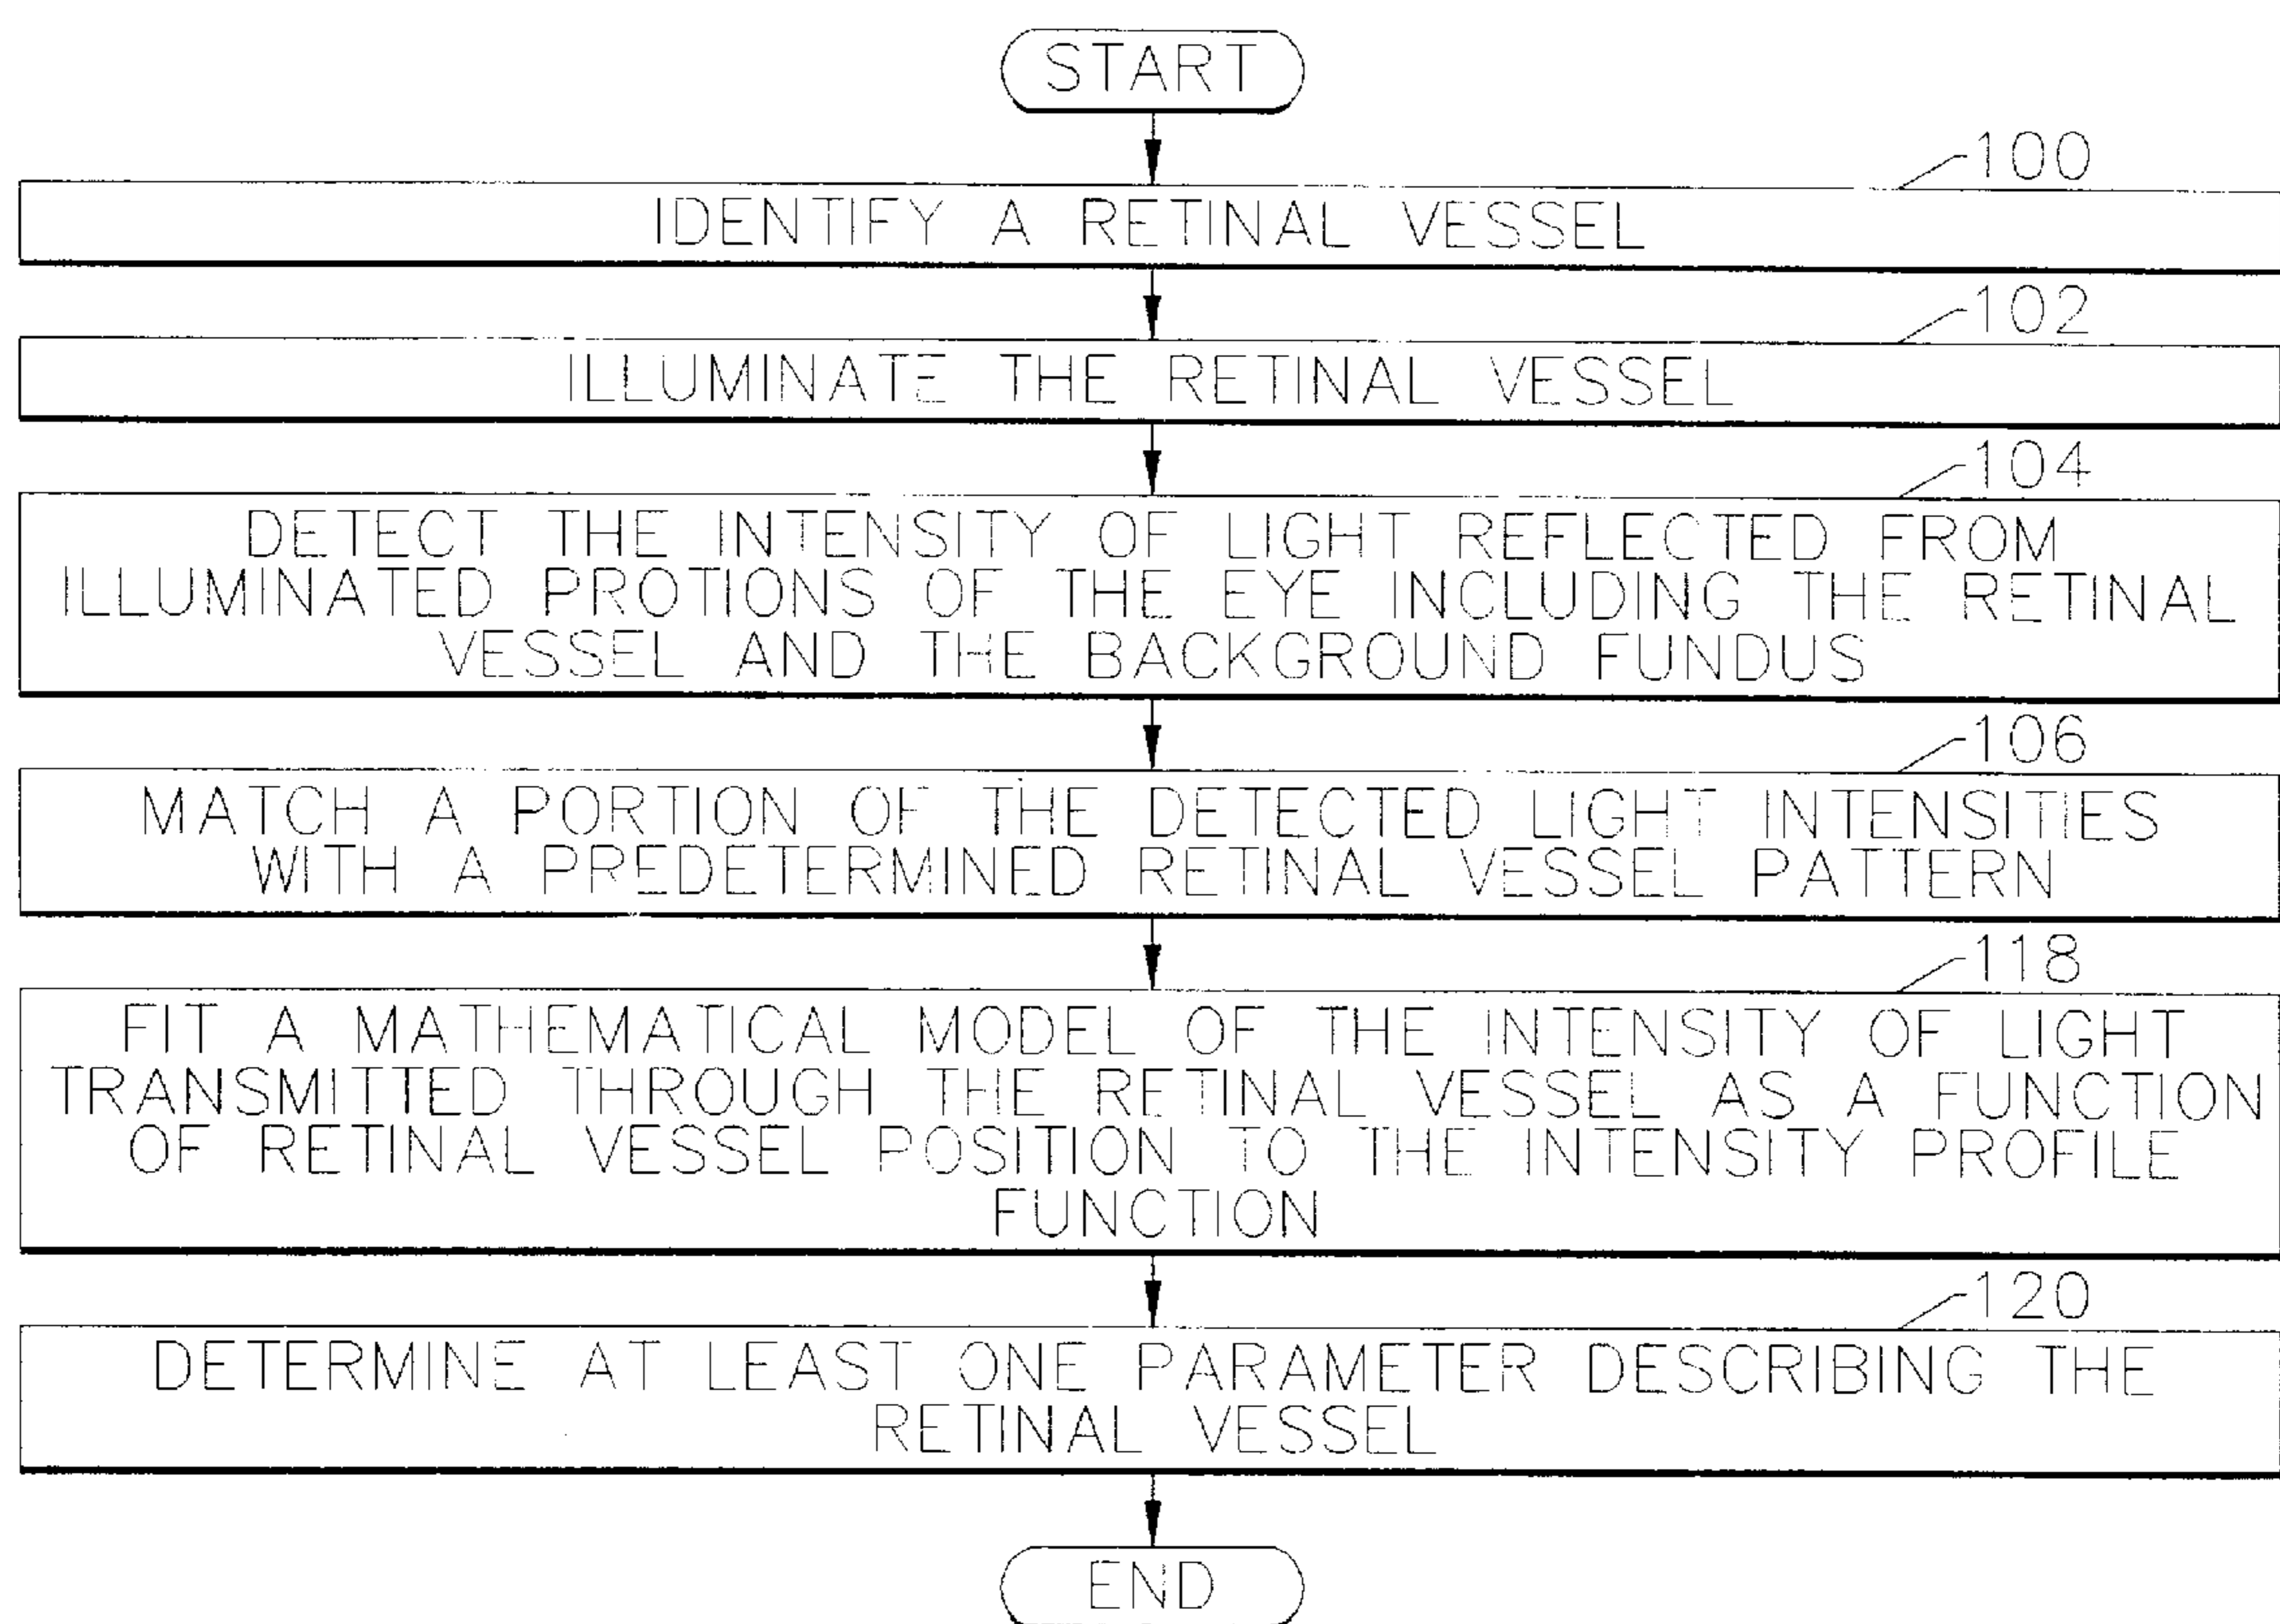 START
100
IDENTIFY A RETINAL VESSEL
102
ILLUMINATE THE RETINAL VESSEL
104
DETECT THE INTENSITY OF LIGHT REFLECTED FROM
ILLUMINATED PROTIONS OF THE EYE INCLUDING THE RETINAL
VESSEL AND THE BACKGROUND FUNDUS
106
MATCH A PORTION OF THE DETECTED LIGHT INTENSITIES
WITH A PREDETERMINED RETINAL VESSEL PATTERN
118
FIT A MATHEMATICAL MODEL OF THE INTENSITY OF LIGHT
TRANSMITTED THROUGH THE RETINAL VESSEL AS A FUNCTION
OF RETINAL VESSEL POSITION TO THE INTENSITY PROFILE
FUNCTION
120
DETERMINE AT LEAST ONE PARAMETER DESCRIBING THE
RETINAL VESSEL
END